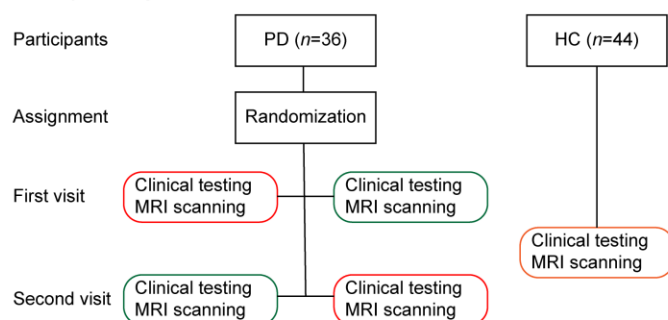 Participants
PD (n=36)
HC (n=44)
Assignment
Randomization
First visit
Clinical testing
MRI scanning
Clinical testing
MRI scanning
Clinical testing
MRI scanning
Second visit
Clinical testing
MRI scanning
Clinical testing
MRI scanning